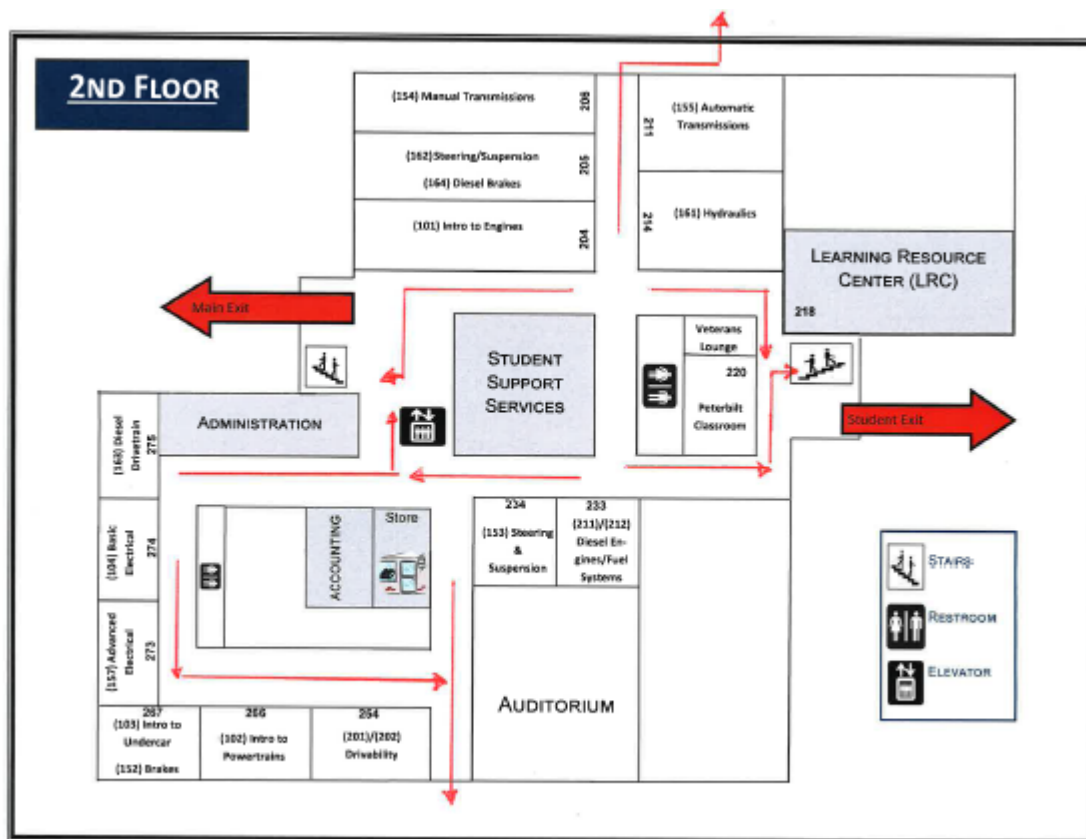 2ND FLOOR
(154) Manual Transmissions
206
(162) Steering/Suspension
(164) Diesel Brakes
205
(101) Intro to Engines
204
(155) Automatic
Transmissions
211
(161) Hydraulics
214
LEARNING RESOURCE
CENTER (LRC)
218
Main Exit
STUDENT
SUPPORT
SERVICES
Veterans
Lounge
220
Peterbilt
Classroom
Student Exit
ADMINISTRATION
(163) Diesel
Drivetrain
275
(104) Basic
Electrical
274
(157) Advanced
Electrical
273
ACCOUNTING
Store
234
(153) Steering
&
Suspension
233
(211)/(212)
Diesel En-
gines/Fuel
Systems
AUDITORIUM
267
(103) Intro to
Undercar
(152) Brakes
266
(102) Intro to
Powertrains
264
(201)/(202)
Drivability
STAIRS
RESTROOM
ELEVATOR